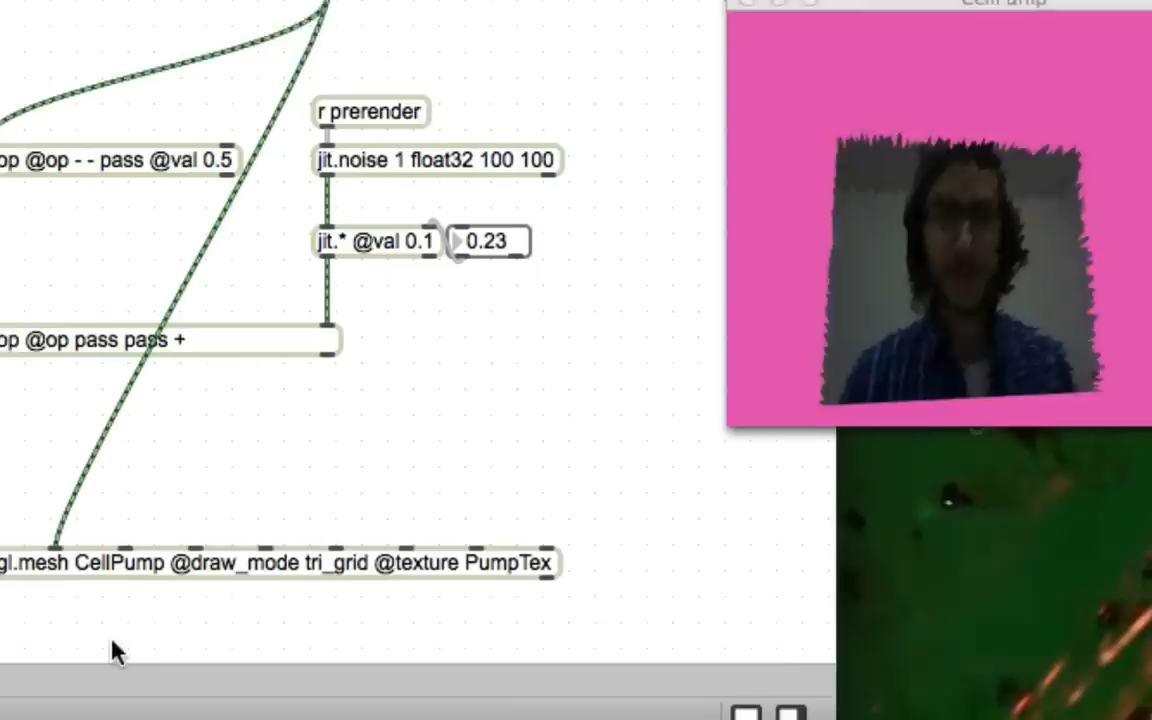 r prerender
op @op - - pass @val 0.5
jit.noise 1 float32 100 100
jit.* @val 0.1
0.23
op @op pass pass +
gl.mesh CellPump @draw_mode tri_grid @texture PumpTex